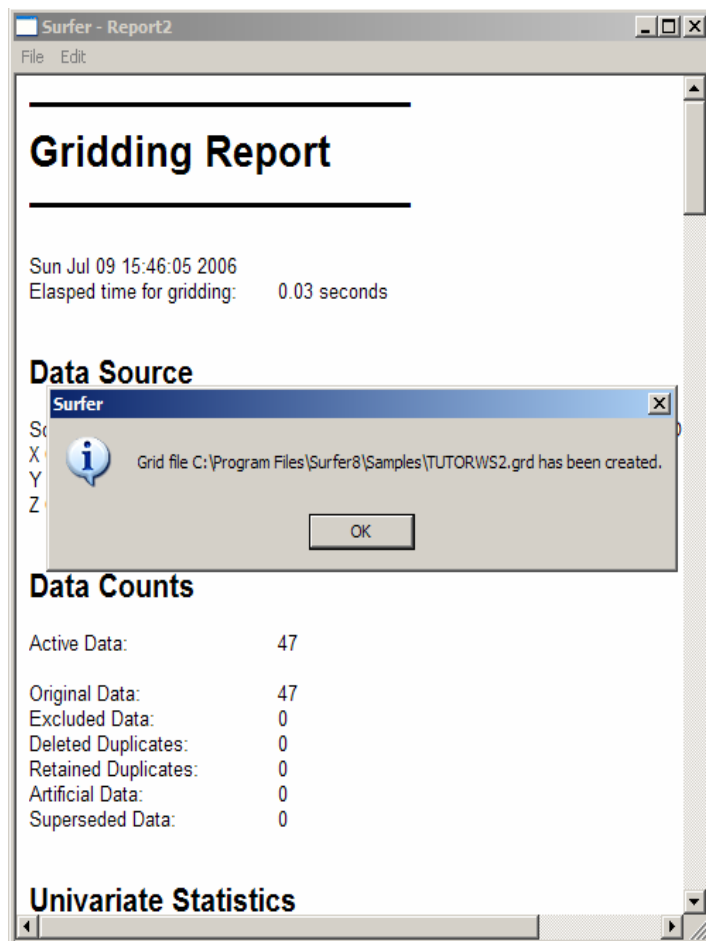 Surfer - Report2
File Edit
Gridding Report
Sun Jul 09 15:46:05 2006
Elasped time for gridding: 0.03 seconds
Data Source
Surfer
X
Y
Z
Grid file C:\Program Files\Surfer8\Samples\TUTORWS2.grd has been created.
OK
Data Counts
Active Data: 47
Original Data: 47
Excluded Data: 0
Deleted Duplicates: 0
Retained Duplicates: 0
Artificial Data: 0
Superseded Data: 0
Univariate Statistics